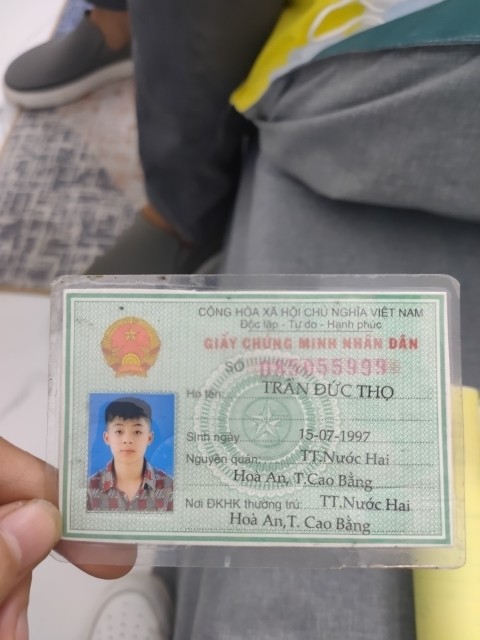 CỘNG HÒA XÃ HỘI CHỦ NGHĨA VIỆT NAM
Độc lập - Tự do - Hạnh phúc
GIẤY CHỨNG MINH NHÂN DÂN
SỐ 085055999
Họ tên: TRẦN ĐỨC THỌ
Sinh ngày 15-07-1997
Nguyên quán: TT.Nước Hai
Hoà An, T.Cao Bằng
Nơi ĐKHK thường trú: TT.Nước Hai
Hoà An,T. Cao Bằng